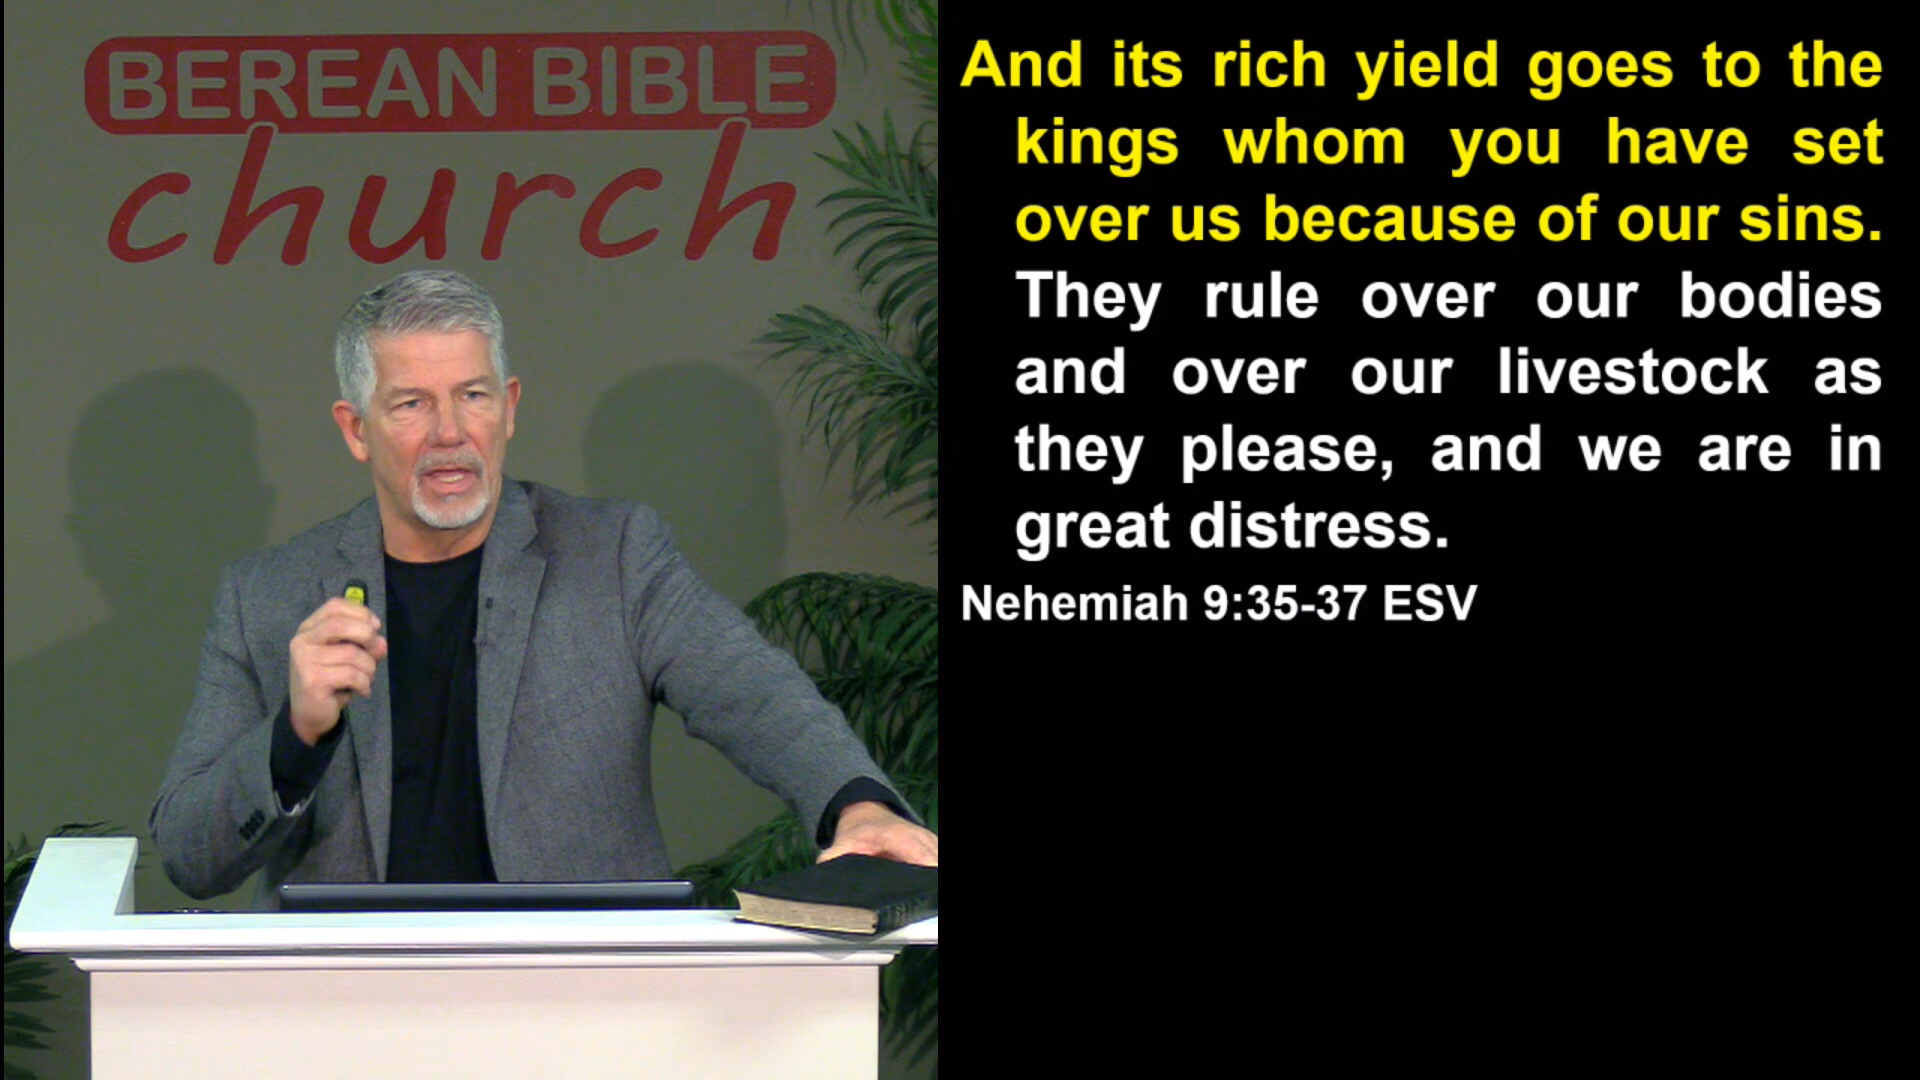 BEREAN BIBLE
church
And its rich yield goes to the
kings whom you have set
over us because of our sins.
They rule over our bodies
and over our livestock as
they please, and we are in
great distress.
Nehemiah 9:35-37 ESV